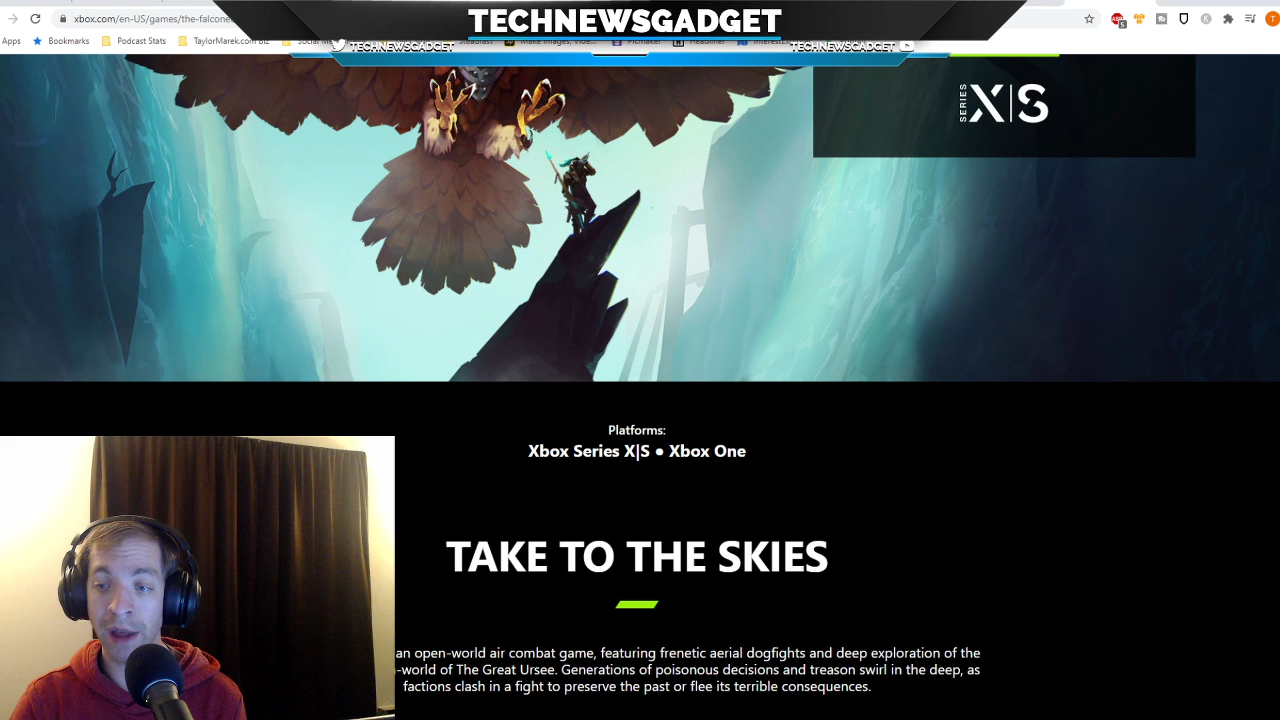 xbox.com/en-US/games/the-falcone
TECHNEWSGADGET
Apps
Bookmarks
Podcast Stats
TaylorMarek.com Biz
TECHNEWSGADGET
TECHNEWSGADGET
SERIES X|S
Platforms:
Xbox Series X|S ● Xbox One
TAKE TO THE SKIES
an open-world air combat game, featuring frenetic aerial dogfights and deep exploration of the
-world of The Great Ursee. Generations of poisonous decisions and treason swirl in the deep, as
factions clash in a fight to preserve the past or flee its terrible consequences.